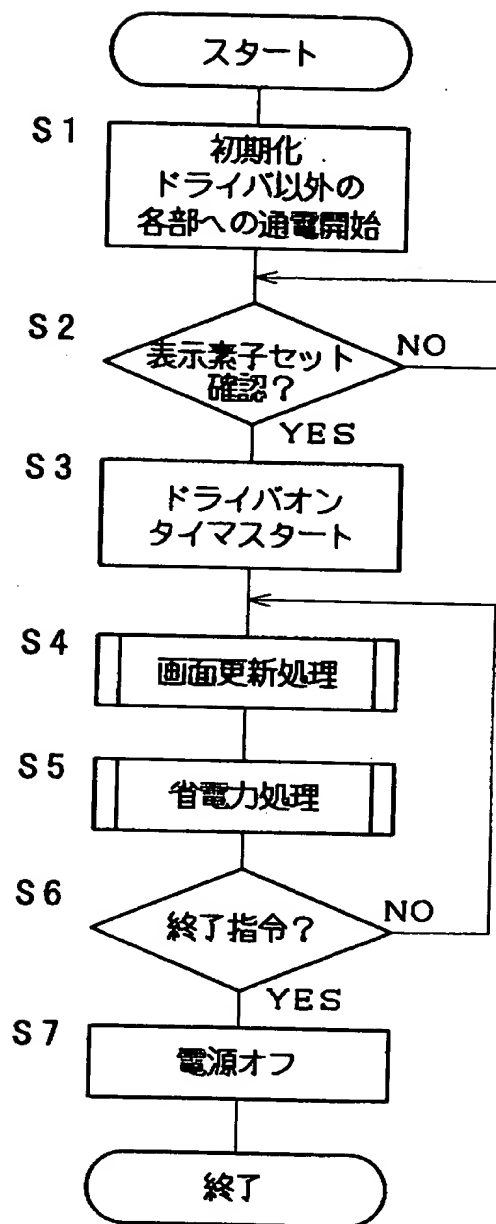 スタート
S1
初期化
ドライバ以外の
各部への通電開始
S2
表示素子セット
確認?
NO
YES
S3
ドライバオン
タイマスタート
S4
画面更新処理
S5
省電力処理
S6
終了指令?
NO
YES
S7
電源オフ
終了